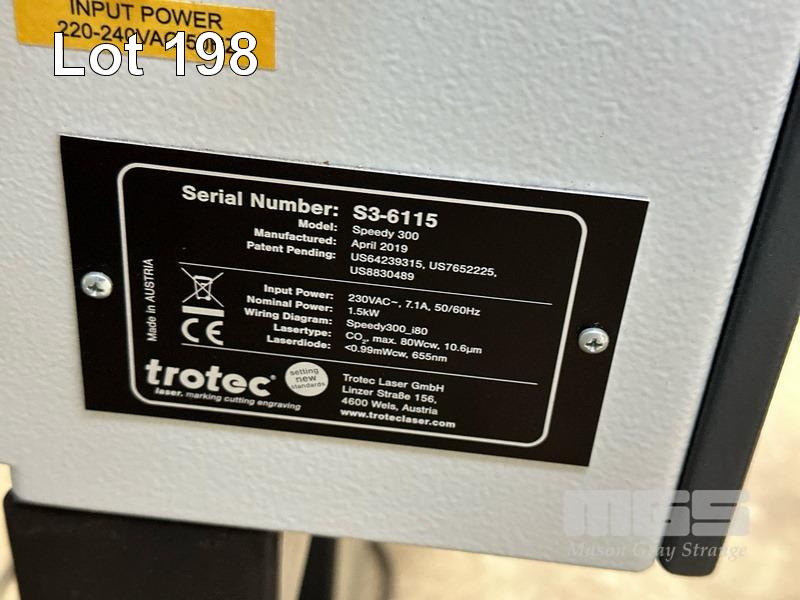 INPUT POWER
220-240VAC 50HZ
Lot 198
Serial Number: S3-6115
Model: Speedy 300
Manufactured: April 2019
Patent Pending: US64239315, US7652225,
US8830489
Input Power: 230VAC~, 7.1A, 50/60Hz
Nominal Power: 1.5kW
Wiring Diagram: Speedy300_i80
Lasertype: CO₂, max. 80Wcw, 10.6µm
Laserdiode: <0.99mWcw, 655nm
Made in AUSTRIA
CE
trotec®
laser. marking cutting engraving
setting
new
standards
Trotec Laser GmbH
Linzer Straße 156,
4600 Wels, Austria
www.troteclaser.com
MGS
Mason Gray Strange